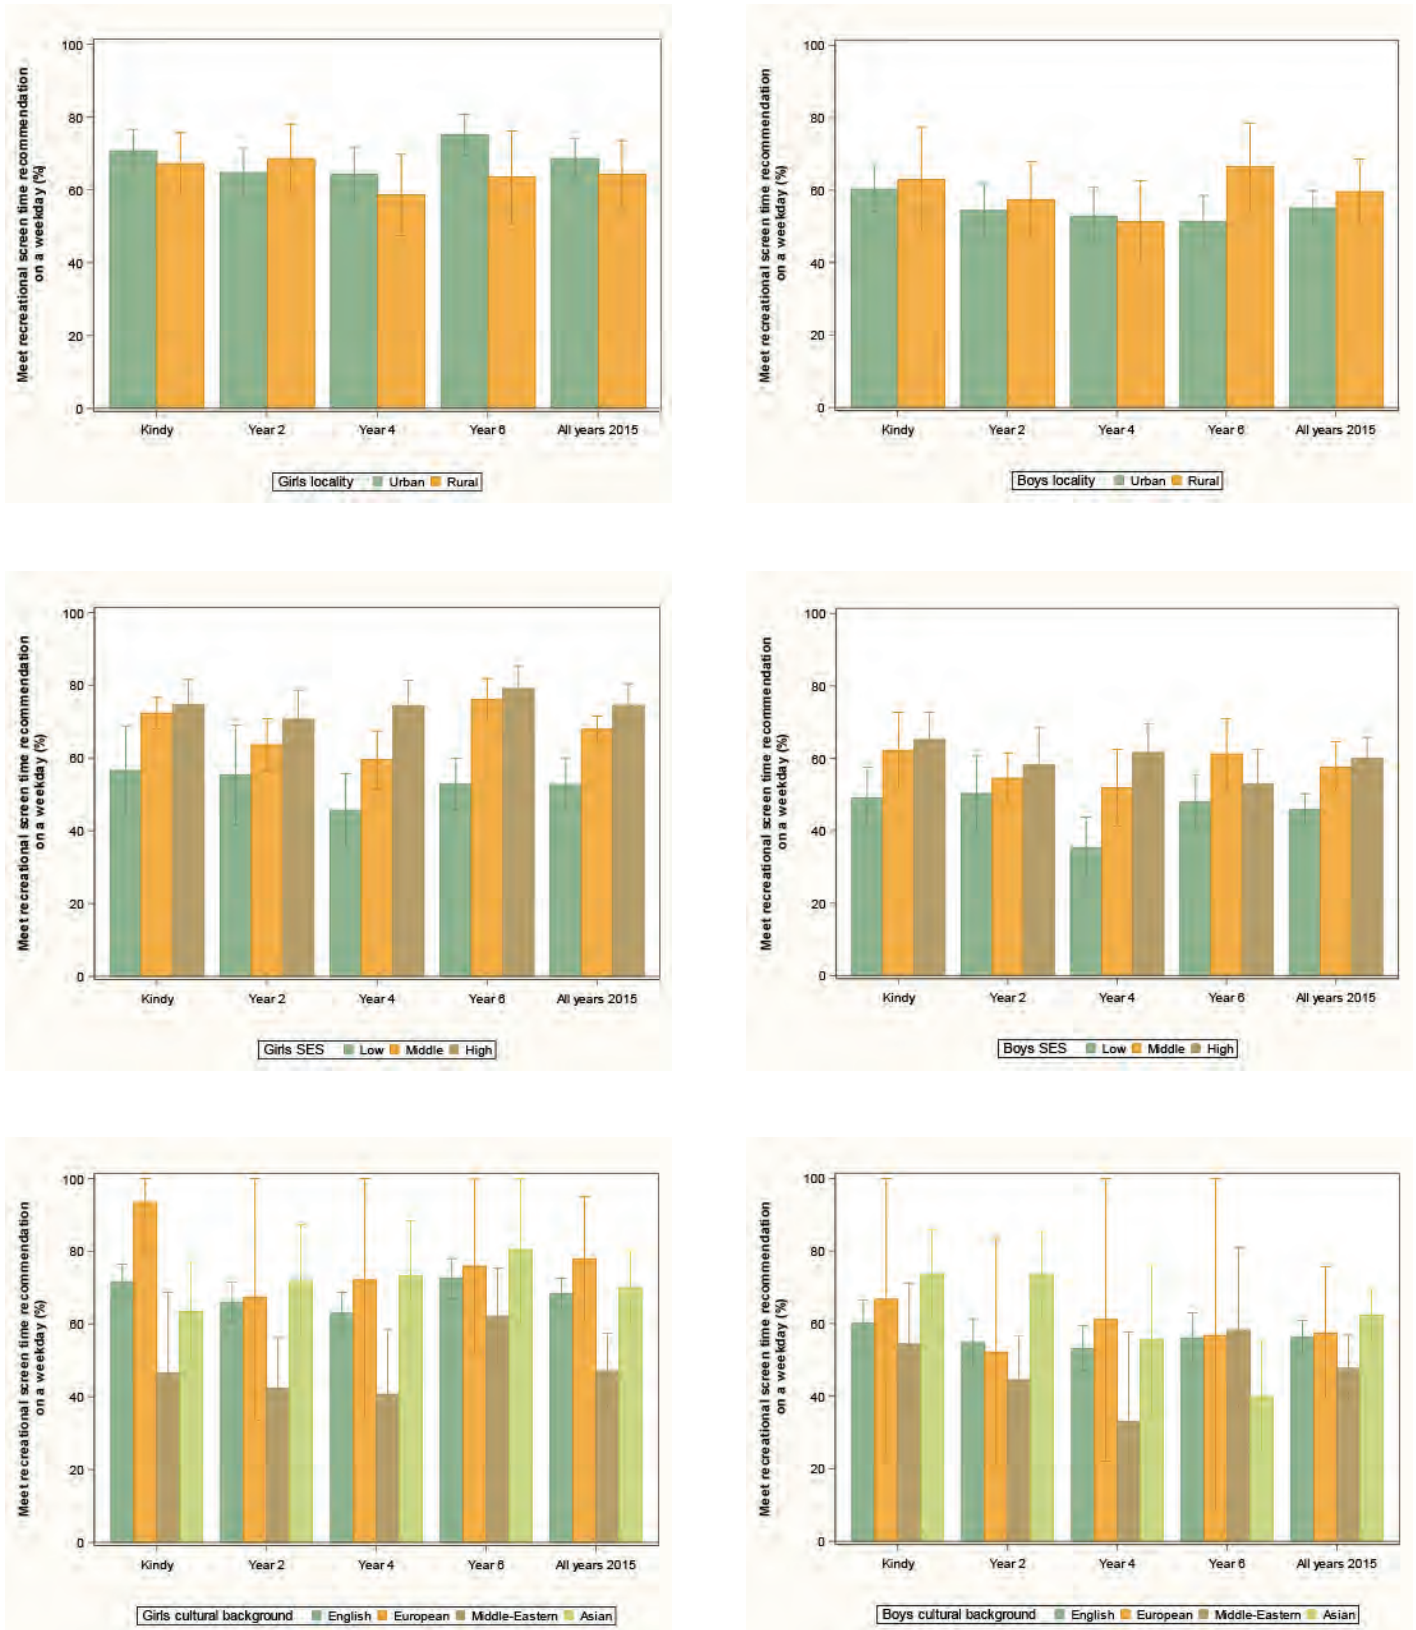 Meet recreational screen time recommendation
on a weekday (%)
100
80
60
40
20
0
Kindy Year 2 Year 4 Year 6 All years 2015
Girls locality Urban Rural
Meet recreational screen time recommendation
on a weekday (%)
100
80
60
40
20
0
Kindy Year 2 Year 4 Year 6 All years 2015
Boys locality Urban Rural
Meet recreational screen time recommendation
on a weekday (%)
100
80
60
40
20
0
Kindy Year 2 Year 4 Year 6 All years 2015
Girls SES Low Middle High
Meet recreational screen time recommendation
on a weekday (%)
100
80
60
40
20
0
Kindy Year 2 Year 4 Year 6 All years 2015
Boys SES Low Middle High
Meet recreational screen time recommendation
on a weekday (%)
100
80
60
40
20
0
Kindy Year 2 Year 4 Year 6 All years 2015
Girls cultural background English European Middle-Eastern Asian
Meet recreational screen time recommendation
on a weekday (%)
100
80
60
40
20
0
Kindy Year 2 Year 4 Year 6 All years 2015
Boys cultural background English European Middle-Eastern Asian